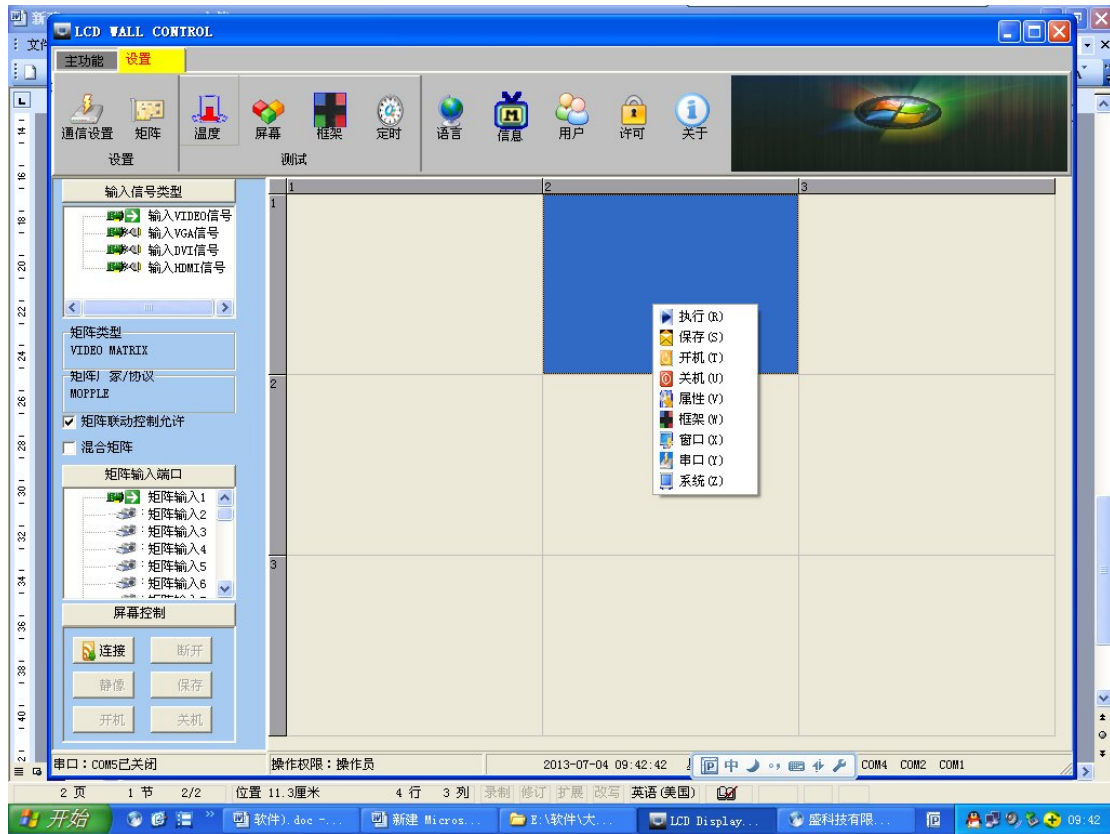 LCD WALL CONTROL
主功能 设置
通信设置 矩阵 温度 屏幕 框架 定时 语言 信息 用户 许可 关于
设置 测试
输入信号类型
输入VIDEO信号
输入VGA信号
输入DVI信号
输入HDMI信号
矩阵类型
VIDEO MATRIX
矩阵厂家/协议
MOPPLE
矩阵联动控制允许
混合矩阵
矩阵输入端口
矩阵输入1
矩阵输入2
矩阵输入3
矩阵输入4
矩阵输入5
矩阵输入6
屏幕控制
连接 断开
静像 保存
开机 关机
1 2 3
1
2
3
执行(R)
保存(S)
开机(T)
关机(U)
属性(V)
框架(W)
窗口(X)
串口(Y)
系统(Z)
串口：COM5已关闭 操作权限：操作员 2013-07-04 09:42:42 中 COM4 COM2 COM1
2 页 1 节 2/2 位置 11.3厘米 4 行 3 列 录制 修订 扩展 改写 英语(美国)
开始 软件).doc -... 新建 Micros... E:\软件\大... LCD Display... 盛科技有限... 09:42